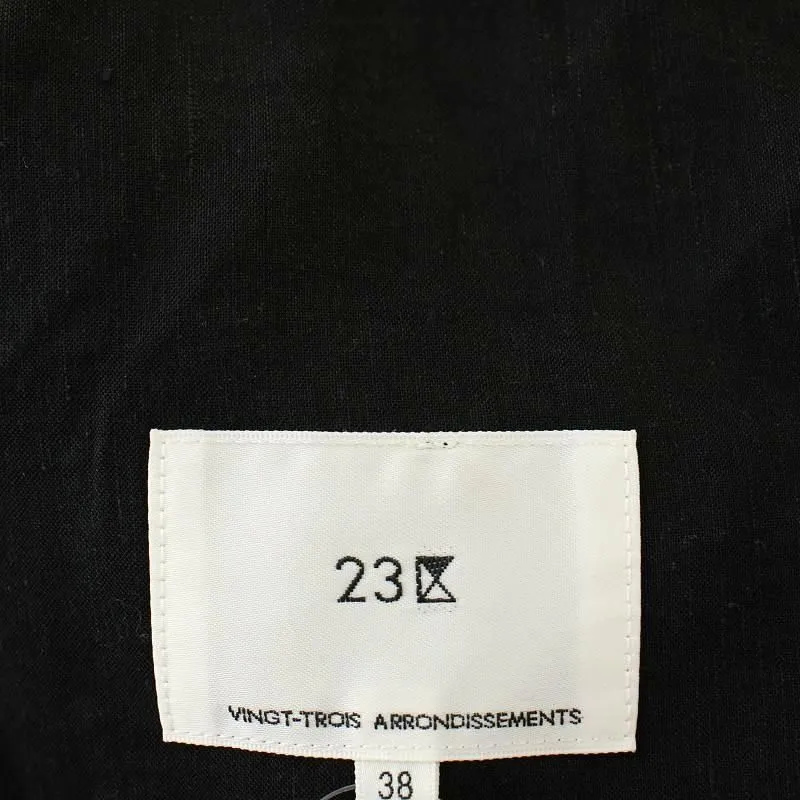 23区
VINGT-TROIS ARRONDISSEMENTS
38